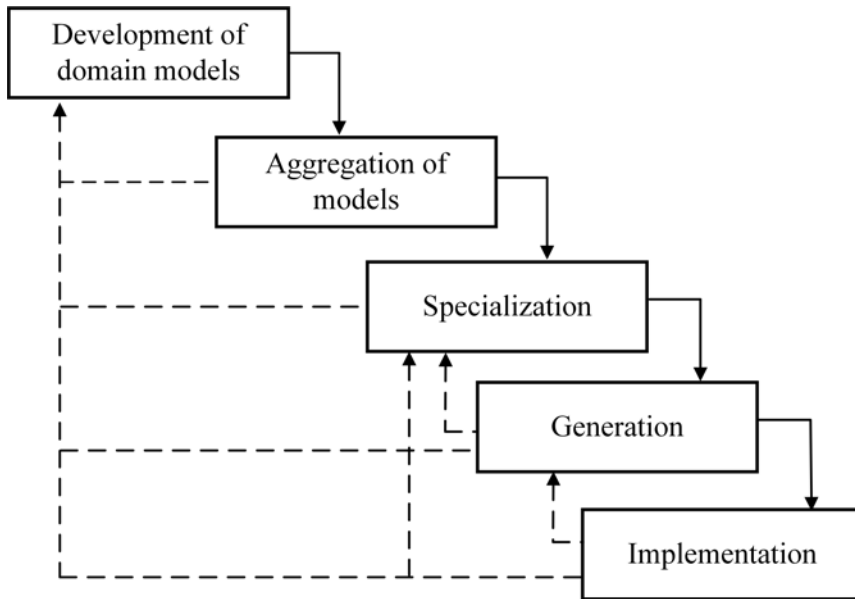 Development of
domain models
Aggregation of
models
Specialization
Generation
Implementation